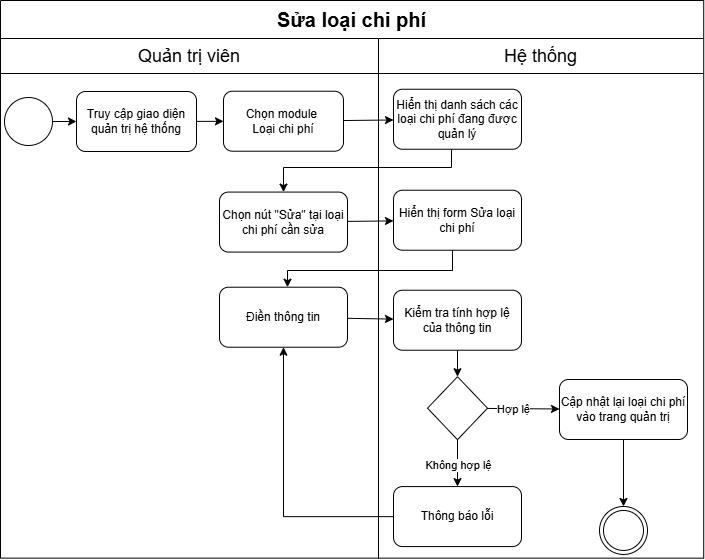 Sửa loại chi phí
Quản trị viên
Hệ thống
Truy cập giao diện
quản trị hệ thống
Chọn module
Loại chi phí
Hiển thị danh sách các
loại chi phí đang được
quản lý
Chọn nút "Sửa" tại loại
chi phí cần sửa
Hiển thị form Sửa loại
chi phí
Điền thông tin
Kiểm tra tính hợp lệ
của thông tin
Hợp lệ
Cập nhật lại loại chi phí
vào trang quản trị
Không hợp lệ
Thông báo lỗi